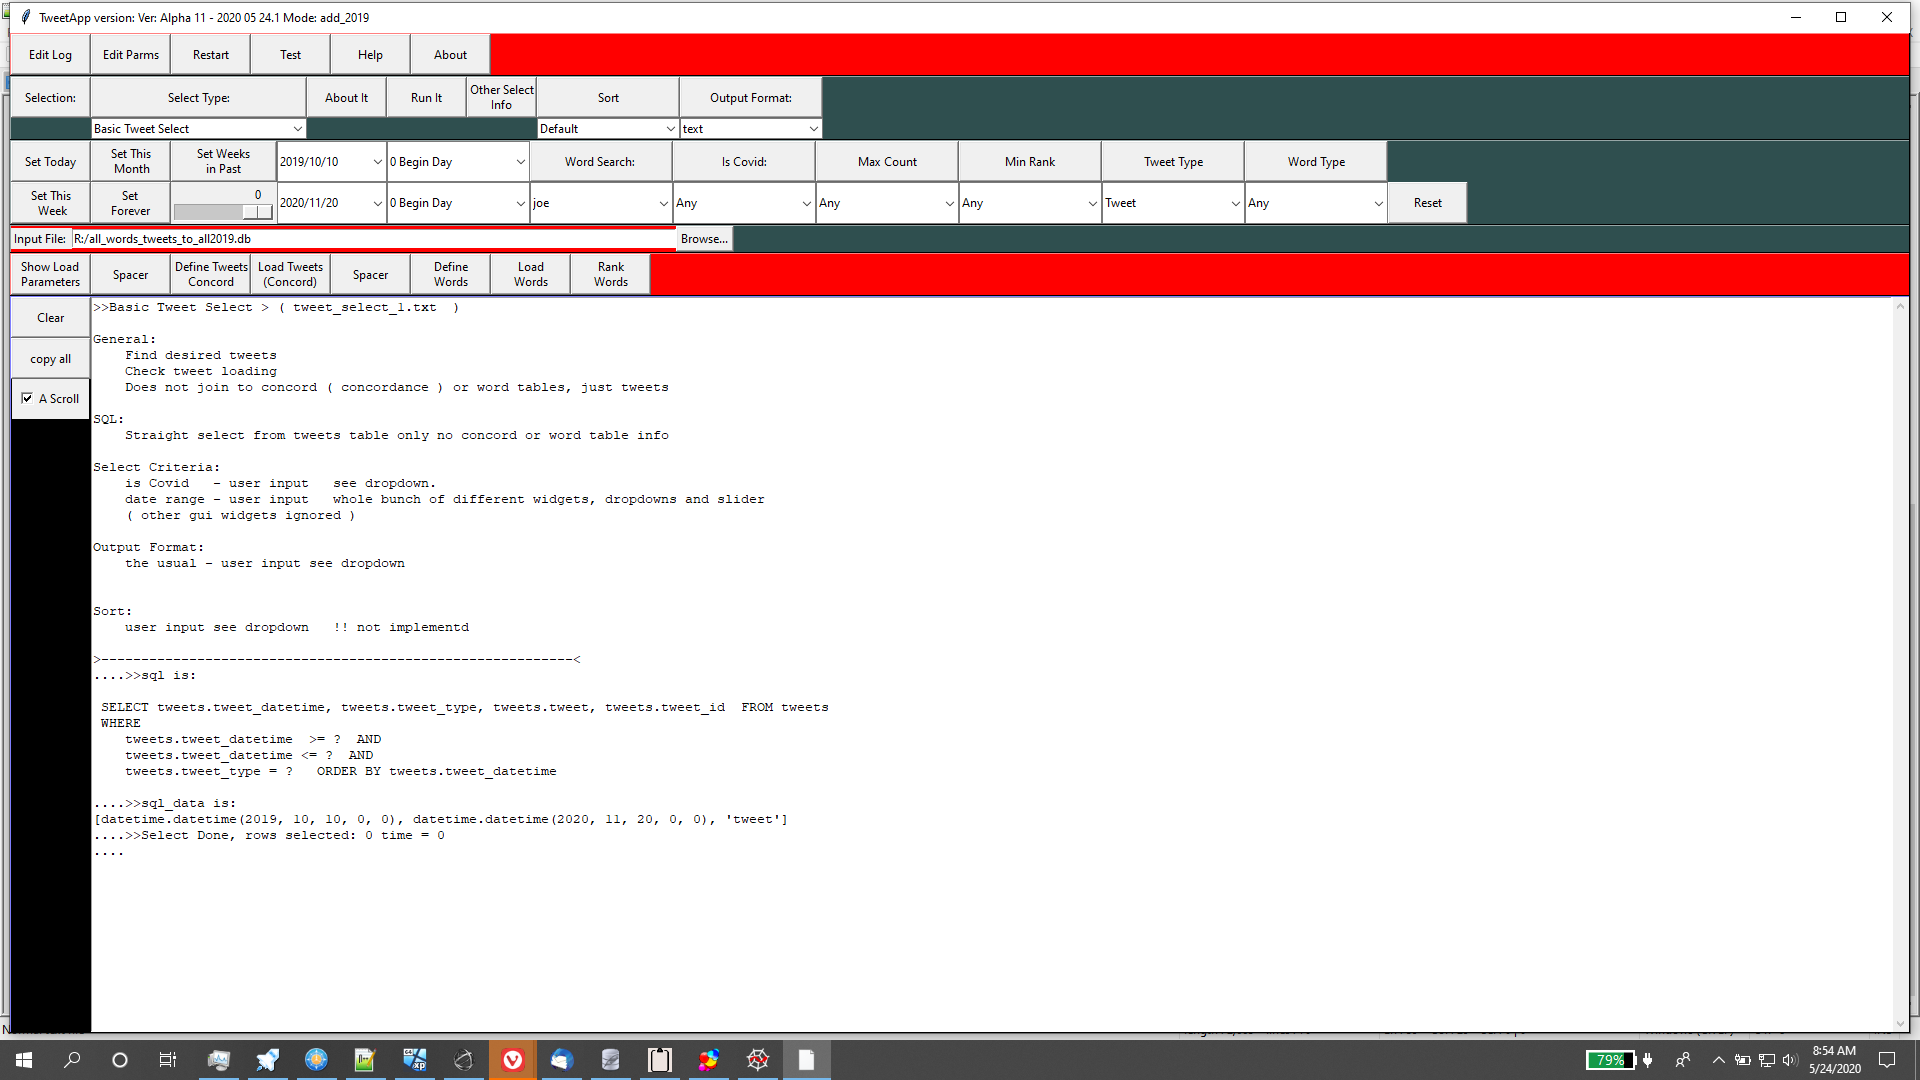 TweetApp version: Ver: Alpha 11 - 2020 05 24.1 Mode: add_2019
Edit Log Edit Parms Restart Test Help About
Selection: Select Type: About It Run It Other Select Info Sort Output Format:
Basic Tweet Select Default text
Set Today Set This Month Set Weeks in Past 2019/10/10 0 Begin Day Word Search: Is Covid: Max Count Min Rank Tweet Type Word Type
Set This Week Set Forever 0 2020/11/20 0 Begin Day joe Any Any Any Tweet Any Reset
Input File: R:/all_words_tweets_to_all2019.db Browse...
Show Load Parameters Spacer Define Tweets Concord Load Tweets (Concord) Spacer Define Words Load Words Rank Words
Clear
copy all
A Scroll
>>Basic Tweet Select > ( tweet_select_1.txt  )
General:
Find desired tweets
Check tweet loading
Does not join to concord ( concordance ) or word tables, just tweets
SQL:
Straight select from tweets table only no concord or word table info
Select Criteria:
is Covid   - user input   see dropdown.
date range - user input   whole bunch of different widgets, dropdowns and slider
( other gui widgets ignored )
Output Format:
the usual - user input see dropdown
Sort:
user input see dropdown   !! not implementd
>-----------------------------------------------------------<
....>>sql is:
SELECT tweets.tweet_datetime, tweets.tweet_type, tweets.tweet, tweets.tweet_id  FROM tweets
WHERE
tweets.tweet_datetime  >= ?  AND
tweets.tweet_datetime <= ?  AND
tweets.tweet_type = ?   ORDER BY tweets.tweet_datetime
....>>sql_data is:
[datetime.datetime(2019, 10, 10, 0, 0), datetime.datetime(2020, 11, 20, 0, 0), 'tweet']
....>>Select Done, rows selected: 0 time = 0
....
79%
8:54 AM
5/24/2020